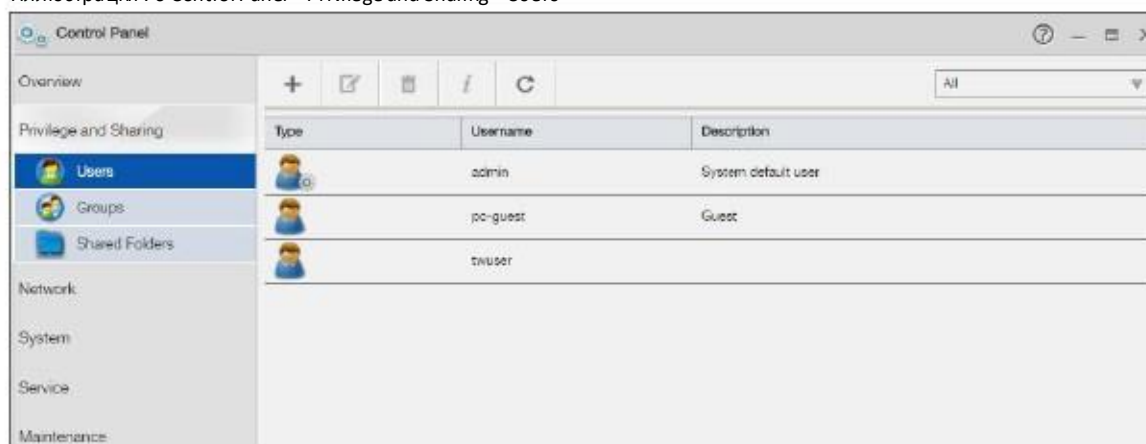 Control Panel
Overview
All
Privilege and Sharing
Type Username Description
Users
admin System default user
Groups
pc-guest Guest
Shared Folders
twuser
Network
System
Service
Maintenance